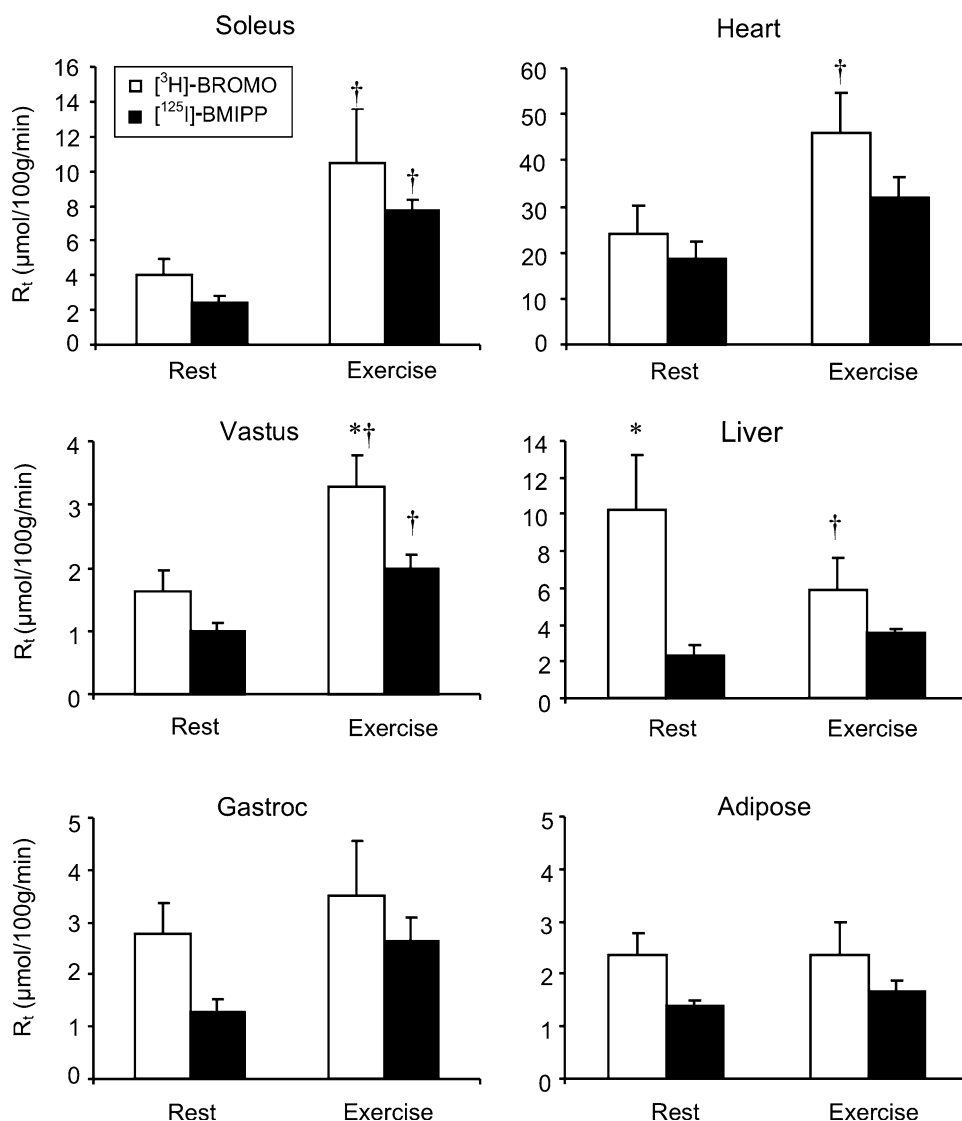 Soleus
16
14
12
10
8
6
4
2
0
[³H]-BROMO
[¹²⁵I]-BMIPP
†
†
Rₜ (µmol/100g/min)
Rest
Exercise
Heart
60
50
40
30
20
10
0
†
Rest
Exercise
Vastus
4
3
2
1
0
*†
†
Rₜ (µmol/100g/min)
Rest
Exercise
Liver
14
12
10
8
6
4
2
0
*
†
Rest
Exercise
Gastroc
5
4
3
2
1
0
Rₜ (µmol/100g/min)
Rest
Exercise
Adipose
5
4
3
2
1
0
Rest
Exercise